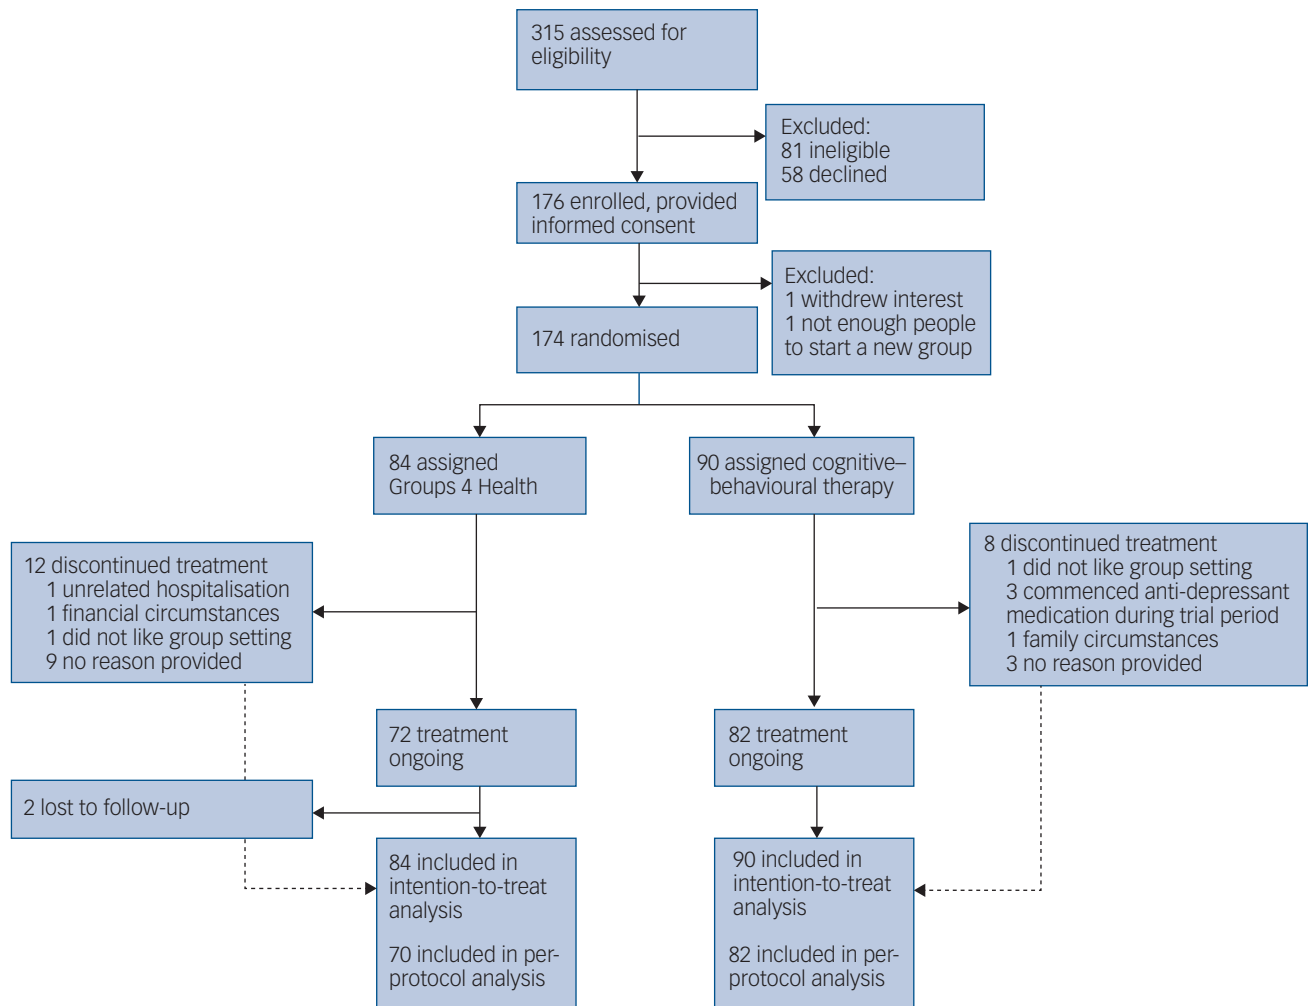 315 assessed for
eligibility
Excluded:
81 ineligible
58 declined
176 enrolled, provided
informed consent
Excluded:
1 withdrew interest
1 not enough people
to start a new group
174 randomised
84 assigned
Groups 4 Health
90 assigned cognitive–
behavioural therapy
12 discontinued treatment
1 unrelated hospitalisation
1 financial circumstances
1 did not like group setting
9 no reason provided
8 discontinued treatment
1 did not like group setting
3 commenced anti-depressant
medication during trial period
1 family circumstances
3 no reason provided
72 treatment
ongoing
82 treatment
ongoing
2 lost to follow-up
84 included in
intention-to-treat
analysis
70 included in per-
protocol analysis
90 included in
intention-to-treat
analysis
82 included in per-
protocol analysis